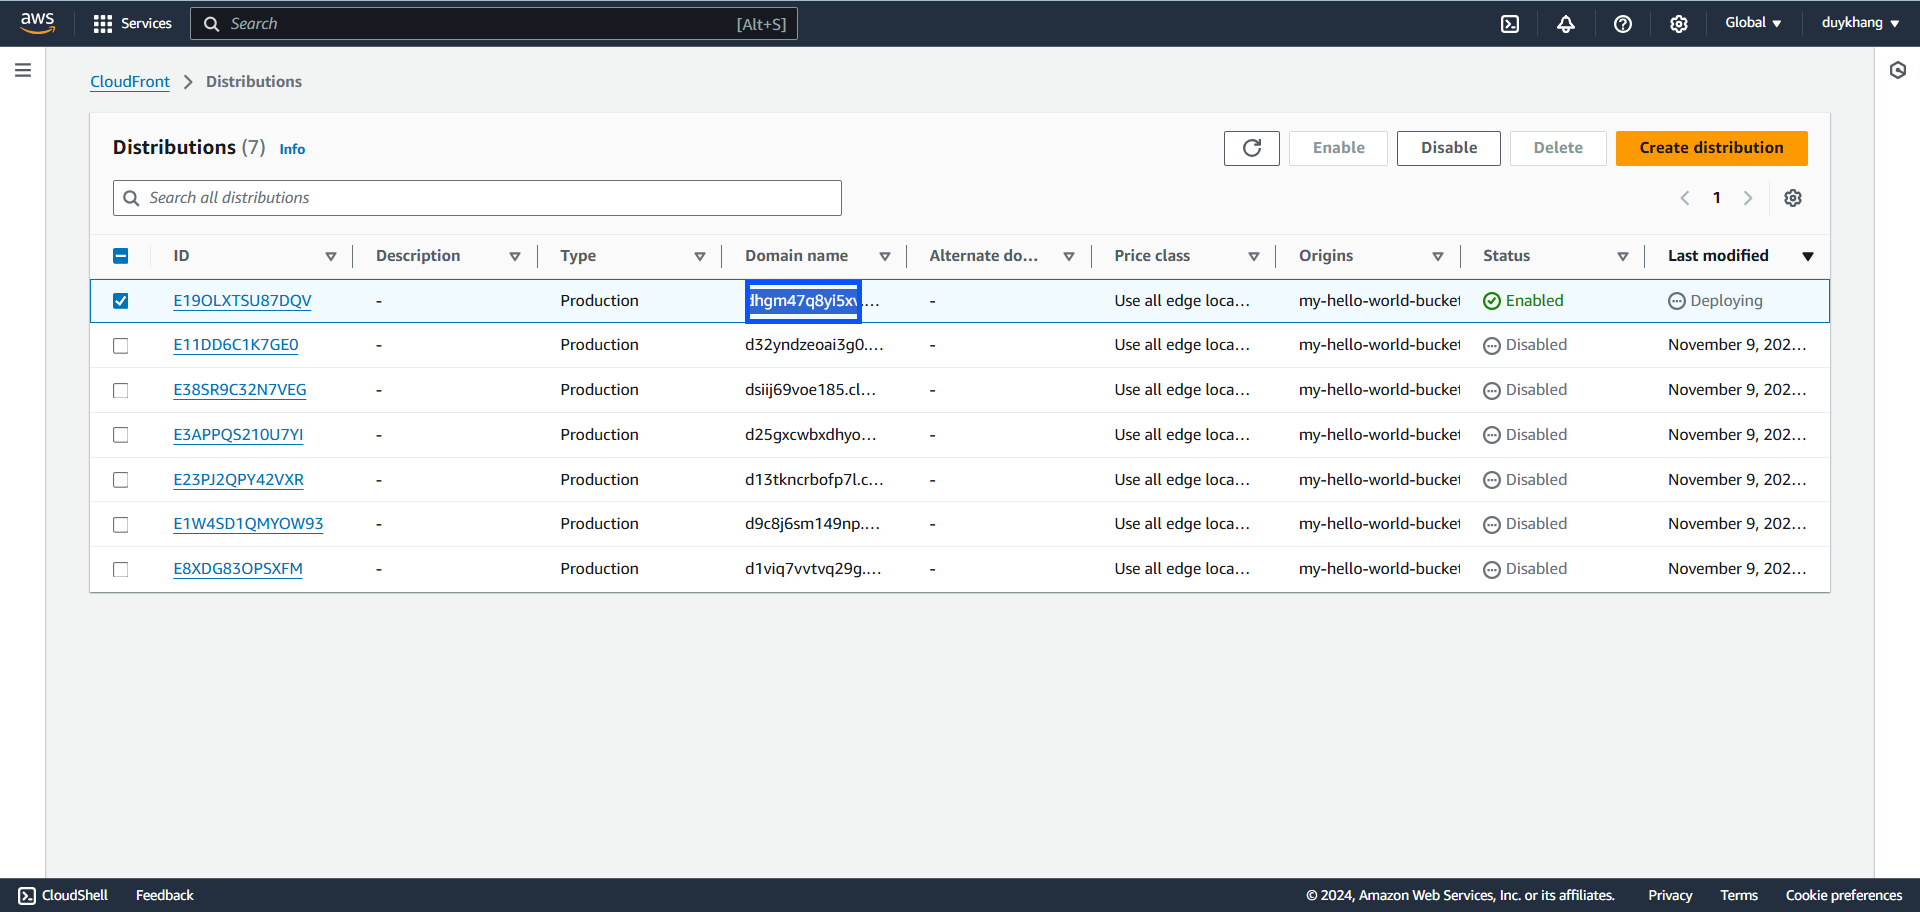 aws Services Search [Alt+S] Global duykhang
CloudFront Distributions
Distributions (7) Info Enable Disable Delete Create distribution
Search all distributions 1
ID Description Type Domain name Alternate do... Price class Origins Status Last modified
E19OLXTSU87DQV - Production dhgm47q8yi5xv.... - Use all edge loca... my-hello-world-bucket Enabled Deploying
E11DD6C1K7GE0 - Production d32yndzeoai3g0.... - Use all edge loca... my-hello-world-bucket Disabled November 9, 202...
E38SR9C32N7VEG - Production dsiij69voe185.cl... - Use all edge loca... my-hello-world-bucket Disabled November 9, 202...
E3APPQS210U7YI - Production d25gxcwbxdhyo... - Use all edge loca... my-hello-world-bucket Disabled November 9, 202...
E23PJ2QPY42VXR - Production d13tkncrbofp7l.c... - Use all edge loca... my-hello-world-bucket Disabled November 9, 202...
E1W4SD1QMYOW93 - Production d9c8j6sm149np.... - Use all edge loca... my-hello-world-bucket Disabled November 9, 202...
E8XDG83OPSXFM - Production d1viq7vvtvq29g.... - Use all edge loca... my-hello-world-bucket Disabled November 9, 202...
CloudShell Feedback © 2024, Amazon Web Services, Inc. or its affiliates. Privacy Terms Cookie preferences